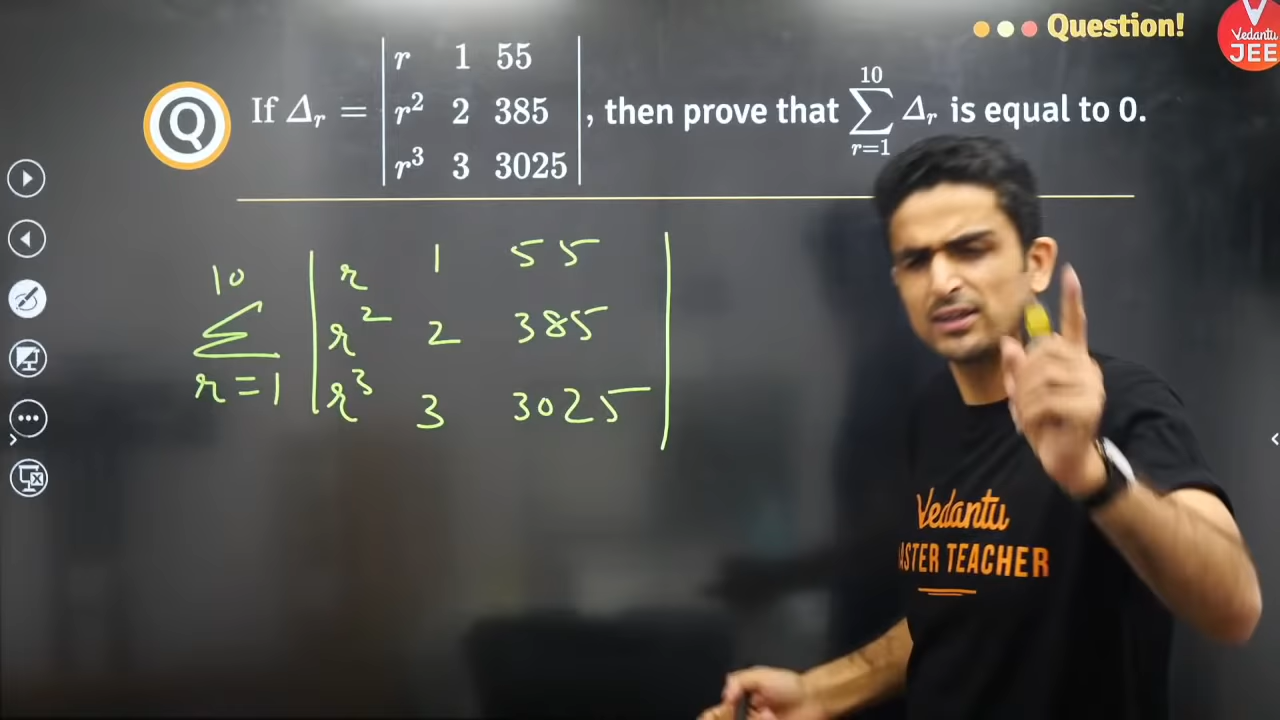 Question!
Vedantu
JEE
Q
If Δ_r = | r 1 55 |
| r² 2 385 |
| r³ 3 3025 |
, then prove that \sum_{r=1}^{10} Δ_r is equal to 0.
10
Σ | r 1 55 |
| r² 2 385 |
r=1 | r³ 3 3025 |
Vedantu
ASTER TEACHER